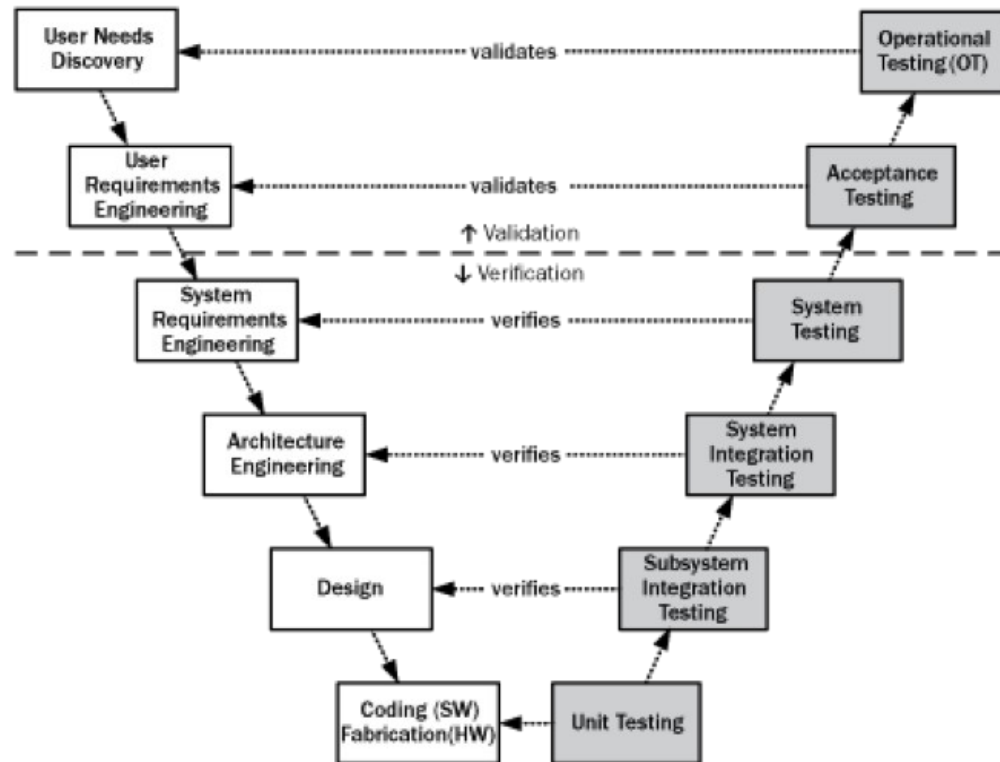 User Needs
Discovery
validates
Operational
Testing (OT)
User
Requirements
Engineering
validates
Acceptance
Testing
↑ Validation
↓ Verification
System
Requirements
Engineering
verifies
System
Testing
Architecture
Engineering
verifies
System
Integration
Testing
Design
verifies
Subsystem
Integration
Testing
Coding (SW)
Fabrication(HW)
Unit Testing